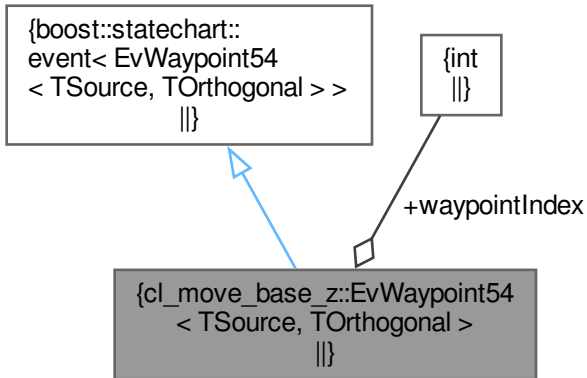 {boost::statechart::
event< EvWaypoint54
< TSource, TOrthogonal > >
||}
{int
||}
+waypointIndex
{cl_move_base_z::EvWaypoint54
< TSource, TOrthogonal >
||}